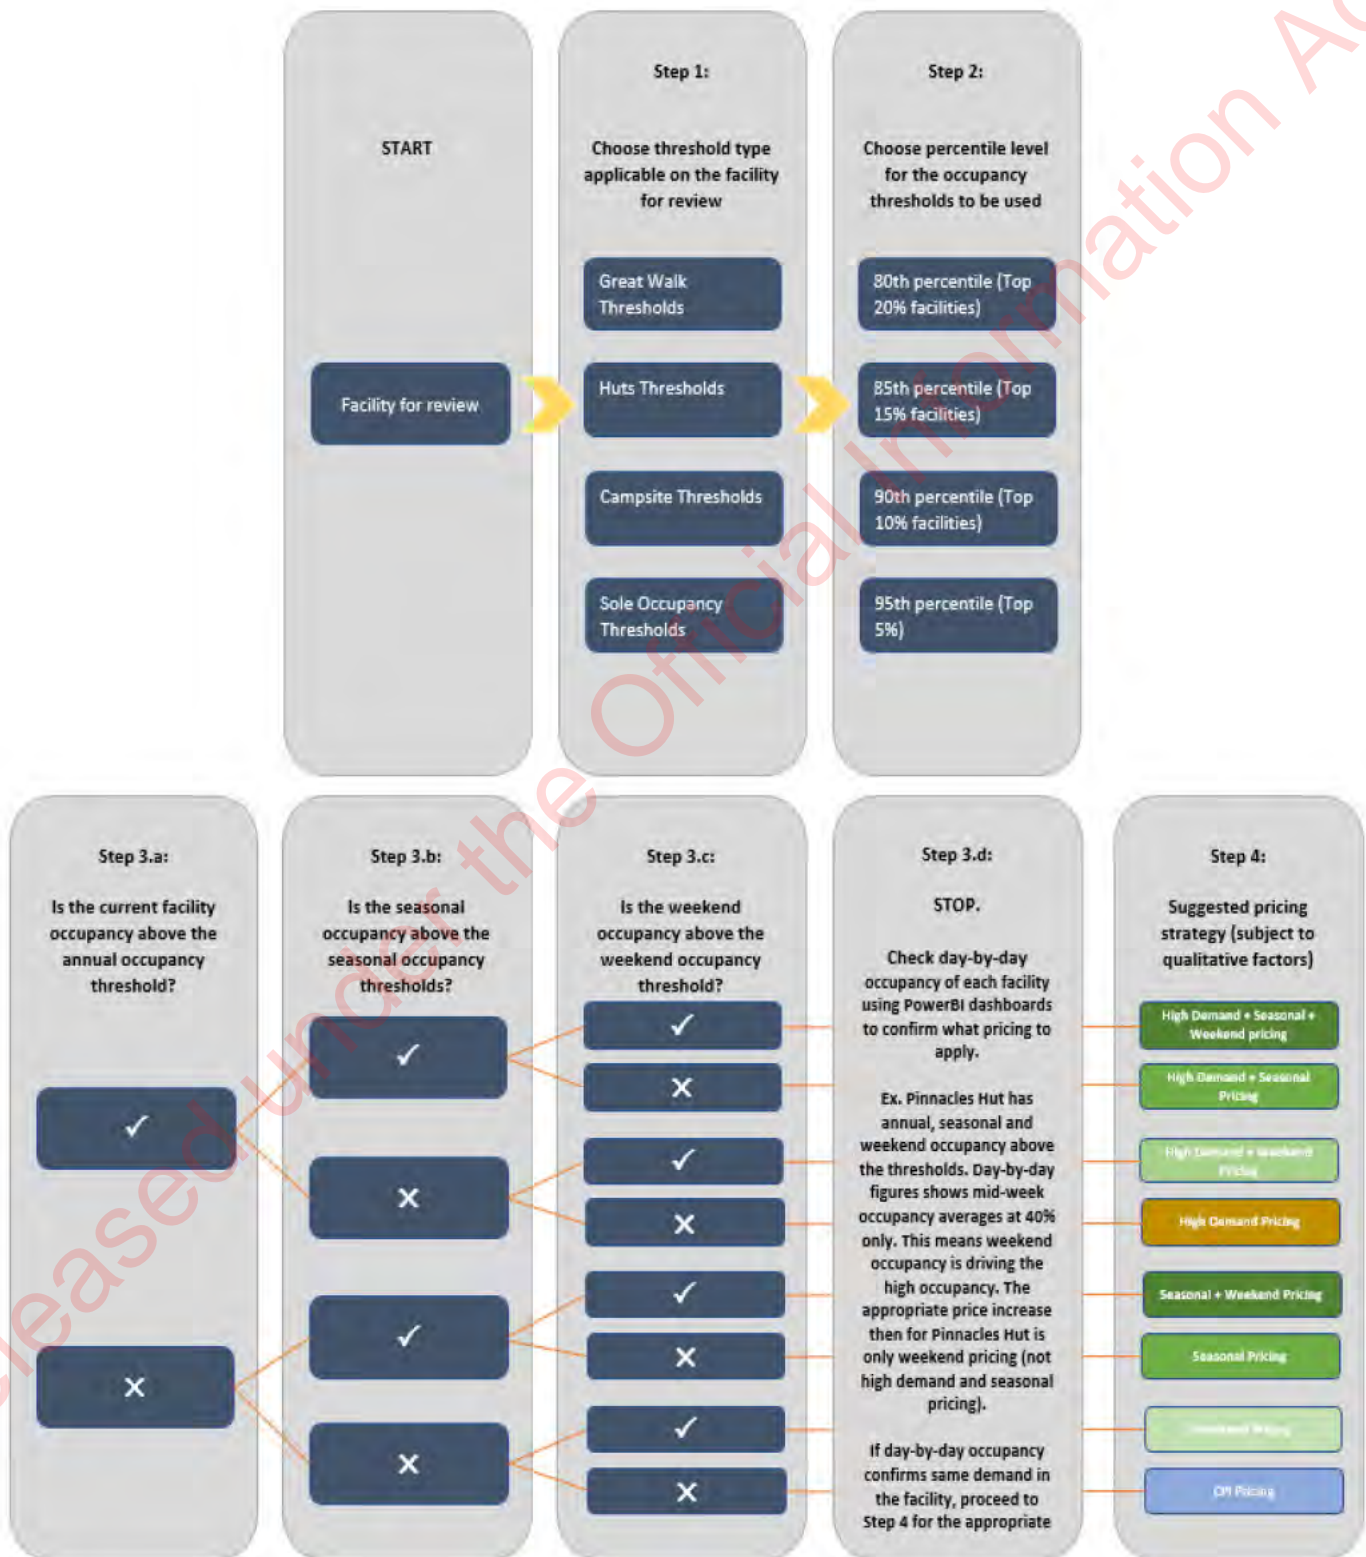 START
Facility for review
Step 1:
Choose threshold type
applicable on the facility
for review
Great Walk
Thresholds
Huts Thresholds
Campsite Thresholds
Sole Occupancy
Thresholds
Step 2:
Choose percentile level
for the occupancy
thresholds to be used
80th percentile (Top
20% facilities)
85th percentile (Top
15% facilities)
90th percentile (Top
10% facilities)
95th percentile (Top
5%)
Step 3.a:
Is the current facility
occupancy above the
annual occupancy
threshold?
✓
✕
Step 3.b:
Is the seasonal
occupancy above the
seasonal occupancy
thresholds?
✓
✕
✓
✕
Step 3.c:
Is the weekend
occupancy above the
weekend occupancy
threshold?
✓
✕
✓
✕
✓
✕
✓
✕
Step 3.d:
STOP.
Check day-by-day
occupancy of each facility
using PowerBI dashboards
to confirm what pricing to
apply.
Ex. Pinnacles Hut has
annual, seasonal and
weekend occupancy above
the thresholds. Day-by-day
figures shows mid-week
occupancy averages at 40%
only. This means weekend
occupancy is driving the
high occupancy. The
appropriate price increase
then for Pinnacles Hut is
only weekend pricing (not
high demand and seasonal
pricing).
If day-by-day occupancy
confirms same demand in
the facility, proceed to
Step 4 for the appropriate
Step 4:
Suggested pricing
strategy (subject to
qualitative factors)
High Demand + Seasonal +
Weekend pricing
High Demand + Seasonal
Pricing
High Demand + Weekend
Pricing
High Demand Pricing
Seasonal + Weekend Pricing
Seasonal Pricing
Weekend Pricing
CPI Pricing
eleased under the Official Information Ac